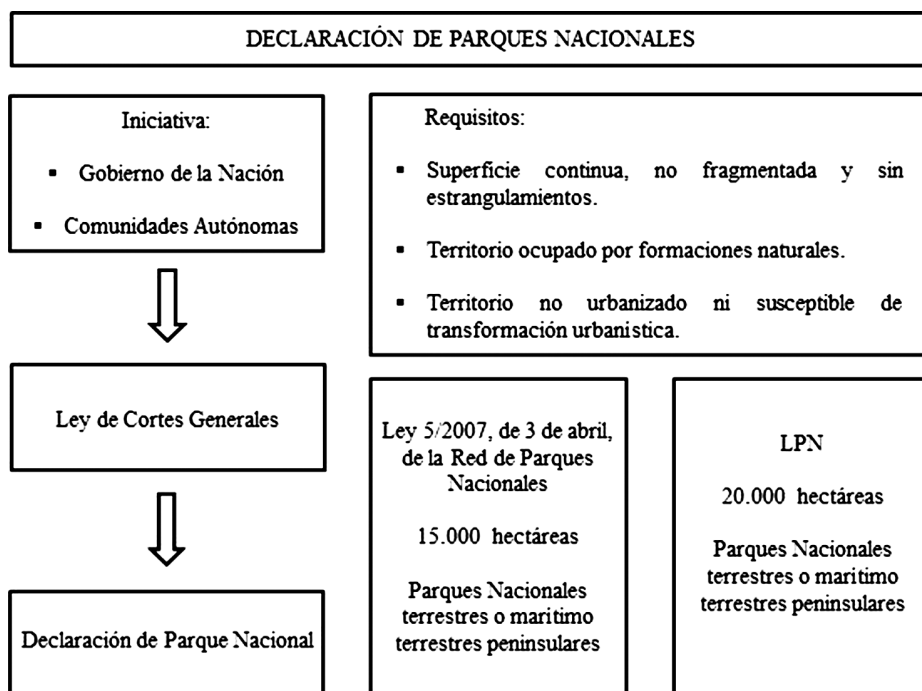 DECLARACIÓN DE PARQUES NACIONALES
Iniciativa:
▪ Gobierno de la Nación
▪ Comunidades Autónomas
Ley de Cortes Generales
Declaración de Parque Nacional
Requisitos:
▪ Superficie continua, no fragmentada y sin
estrangulamientos.
▪ Territorio ocupado por formaciones naturales.
▪ Territorio no urbanizado ni susceptible de
transformación urbanística.
Ley 5/2007, de 3 de abril,
de la Red de Parques
Nacionales
15.000 hectáreas
Parques Nacionales
terrestres o marítimo
terrestres peninsulares
LPN
20.000 hectáreas
Parques Nacionales
terrestres o marítimo
terrestres peninsulares